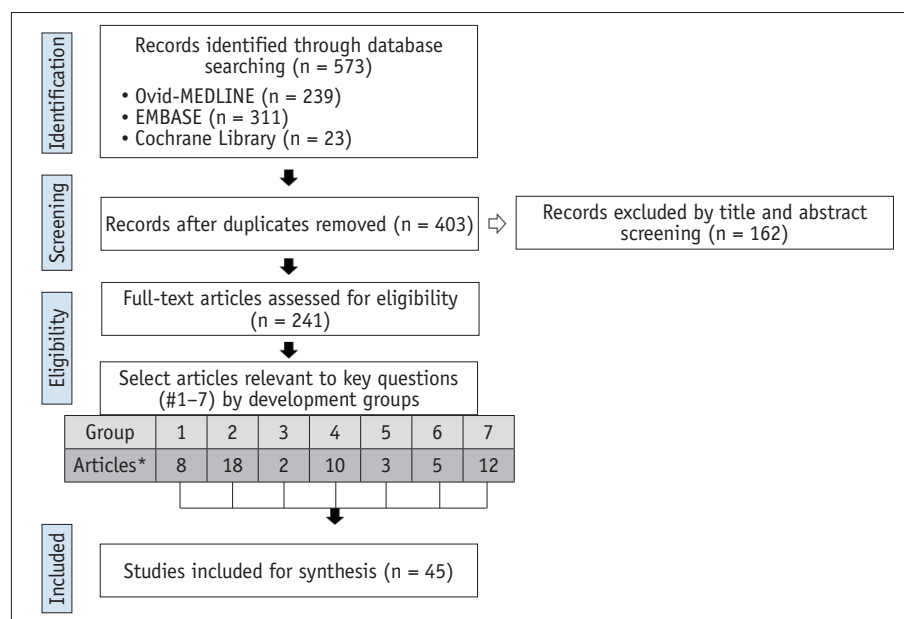 Identification
Records identified through database
searching (n = 573)
• Ovid-MEDLINE (n = 239)
• EMBASE (n = 311)
• Cochrane Library (n = 23)
Screening
Records after duplicates removed (n = 403)
Records excluded by title and abstract
screening (n = 162)
Eligibility
Full-text articles assessed for eligibility
(n = 241)
Select articles relevant to key questions
(#1–7) by development groups
Group 1 2 3 4 5 6 7
Articles* 8 18 2 10 3 5 12
Included
Studies included for synthesis (n = 45)